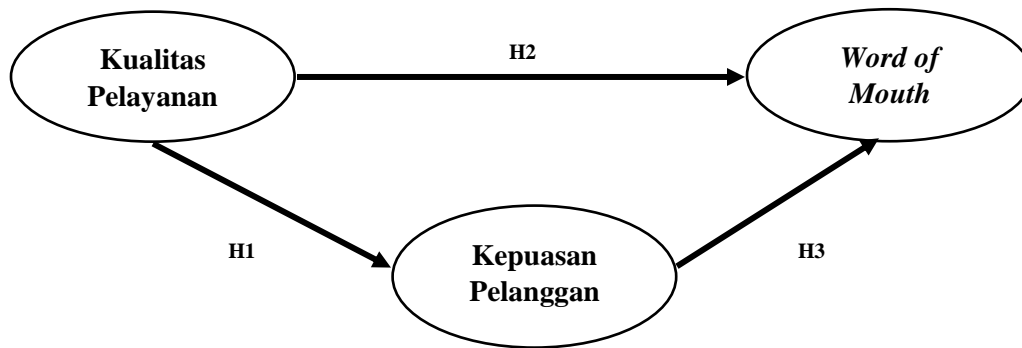 Kualitas
Pelayanan
H2
Word of
Mouth
H1
Kepuasan
Pelanggan
H3